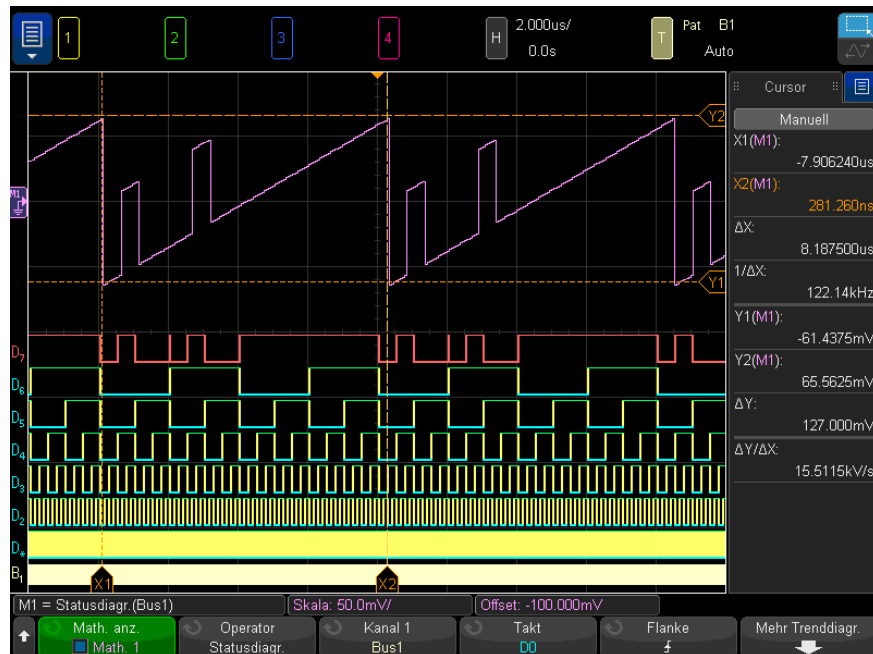 1
2
3
4
H
2.000us/
0.0s
T
Pat B1
Auto
Cursor
Manuell
X1(M1):
-7.906240us
X2(M1):
281.260ns
ΔX:
8.187500us
1/ΔX:
122.14kHz
Y1(M1):
-61.4375mV
Y2(M1):
65.5625mV
ΔY:
127.000mV
ΔY/ΔX:
15.5115kV/s
Y2
M1
Y1
D7
D6
D5
D4
D3
D2
D*
B1
X1
X2
M1 = Statusdiagr.(Bus1)
Skala: 50.0mV/
Offset: -100.000mV
Math. anz.
Math. 1
Operator
Statusdiagr.
Kanal 1
Bus1
Takt
D0
Flanke
Mehr Trenddiagr.